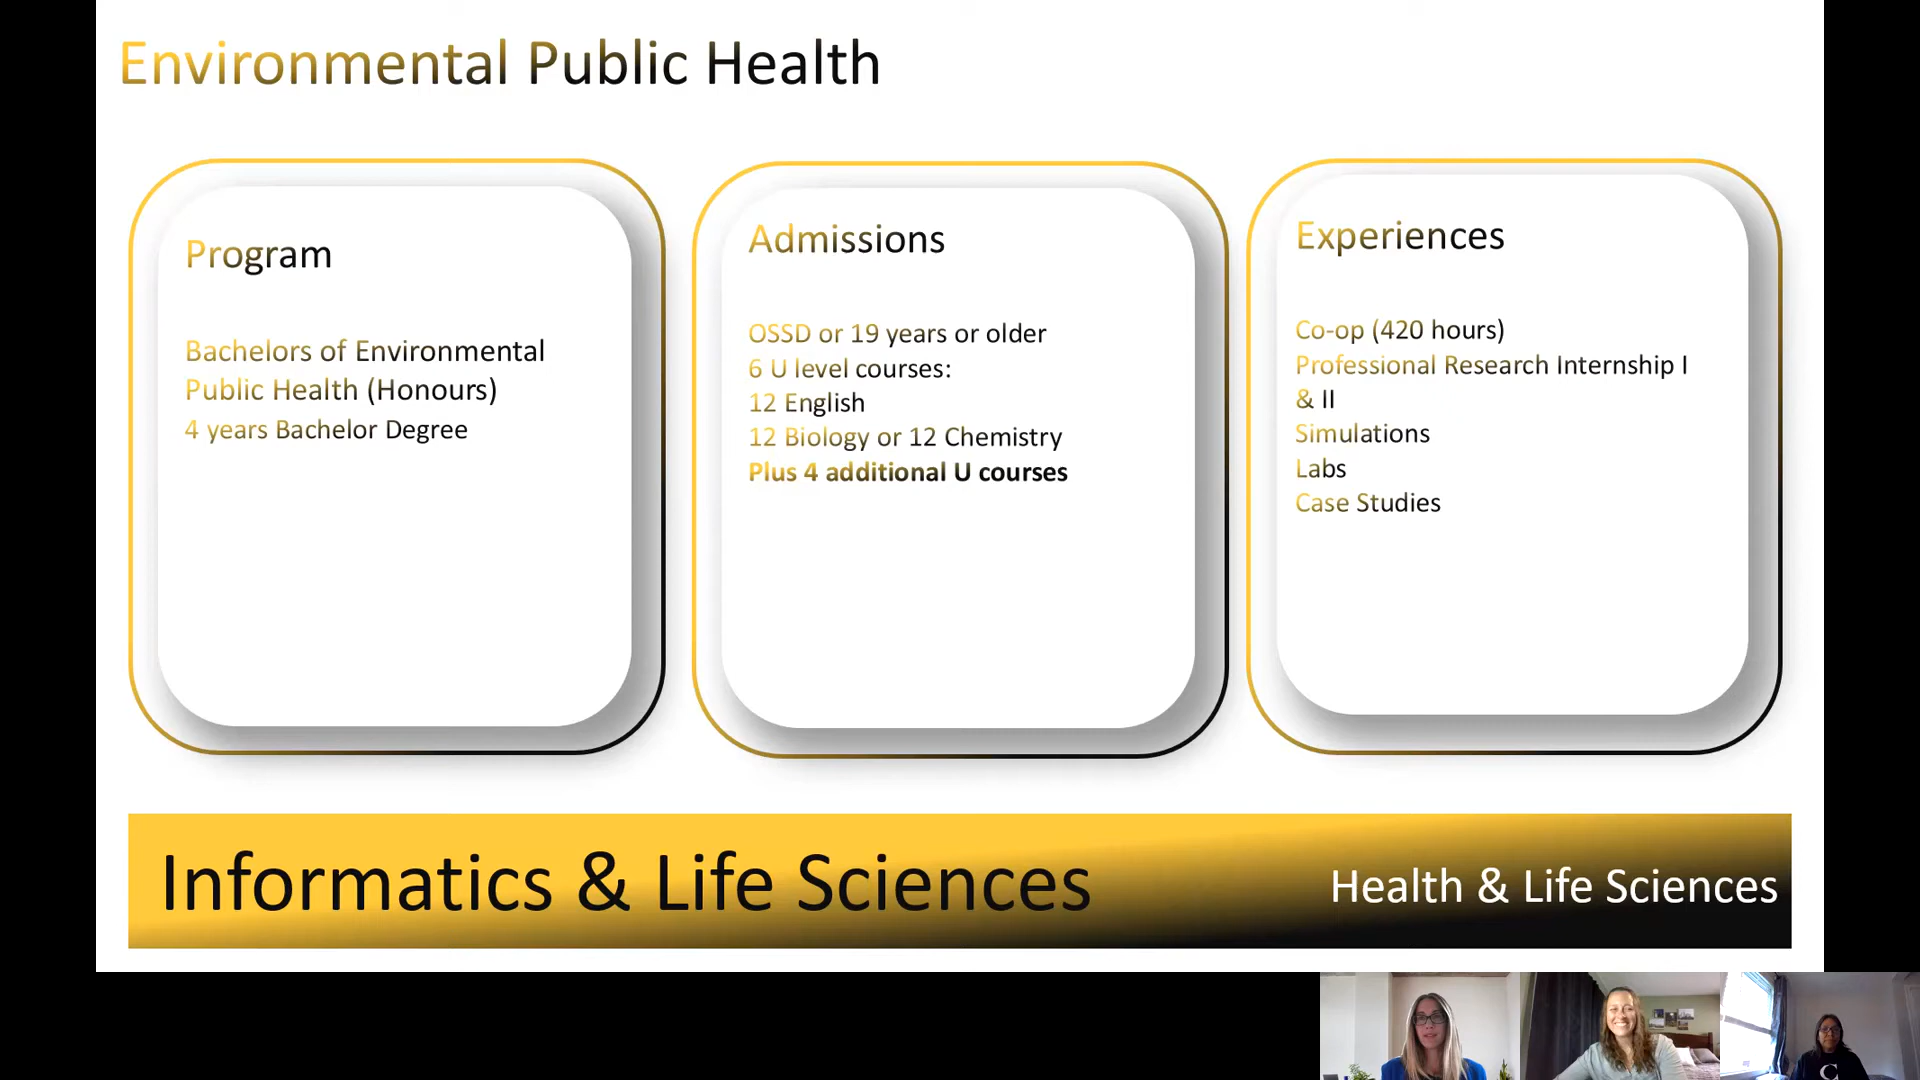 Environmental Public Health
Program
Bachelors of Environmental
Public Health (Honours)
4 years Bachelor Degree
Admissions
OSSD or 19 years or older
6 U level courses:
12 English
12 Biology or 12 Chemistry
Plus 4 additional U courses
Experiences
Co-op (420 hours)
Professional Research Internship I
& II
Simulations
Labs
Case Studies
Informatics & Life Sciences
Health & Life Sciences
C